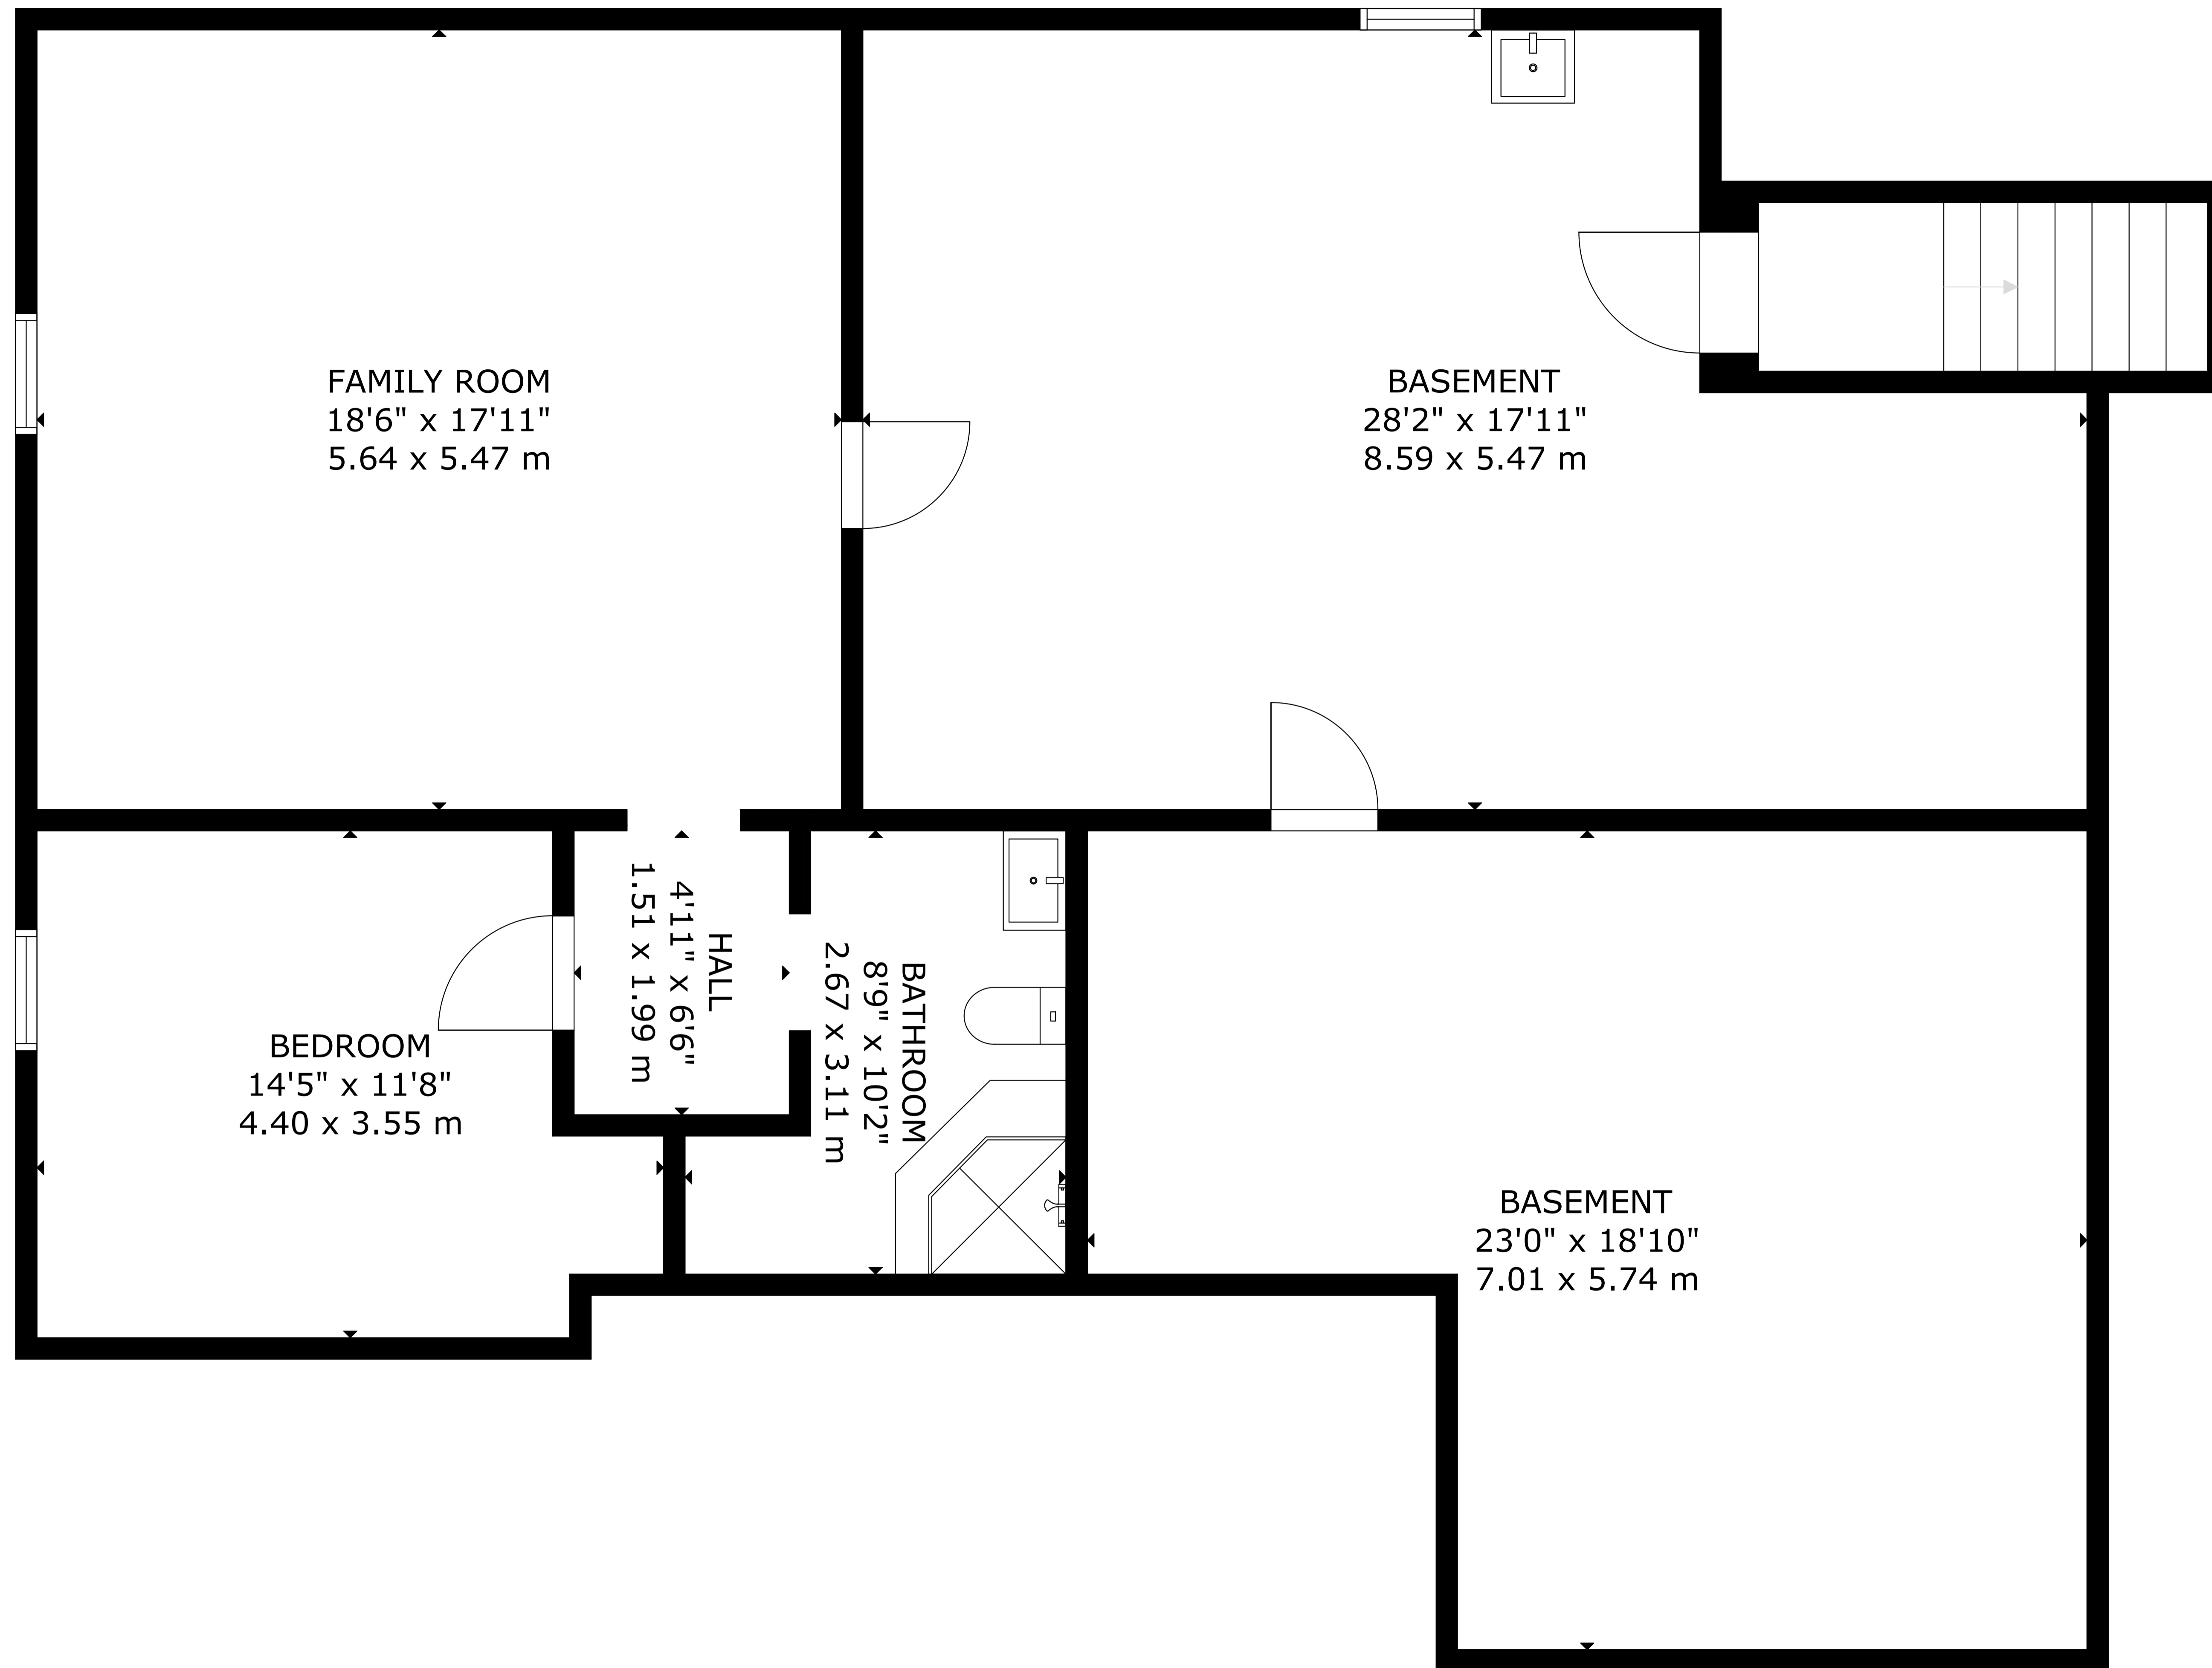 FAMILY ROOM
18'6" x 17'11"
5.64 x 5.47 m
BASEMENT
28'2" x 17'11"
8.59 x 5.47 m
HALL
4'11" x 6'6"
1.51 x 1.99 m
BATHROOM
8'9" x 10'2"
2.67 x 3.11 m
BEDROOM
14'5" x 11'8"
4.40 x 3.55 m
BASEMENT
23'0" x 18'10"
7.01 x 5.74 m